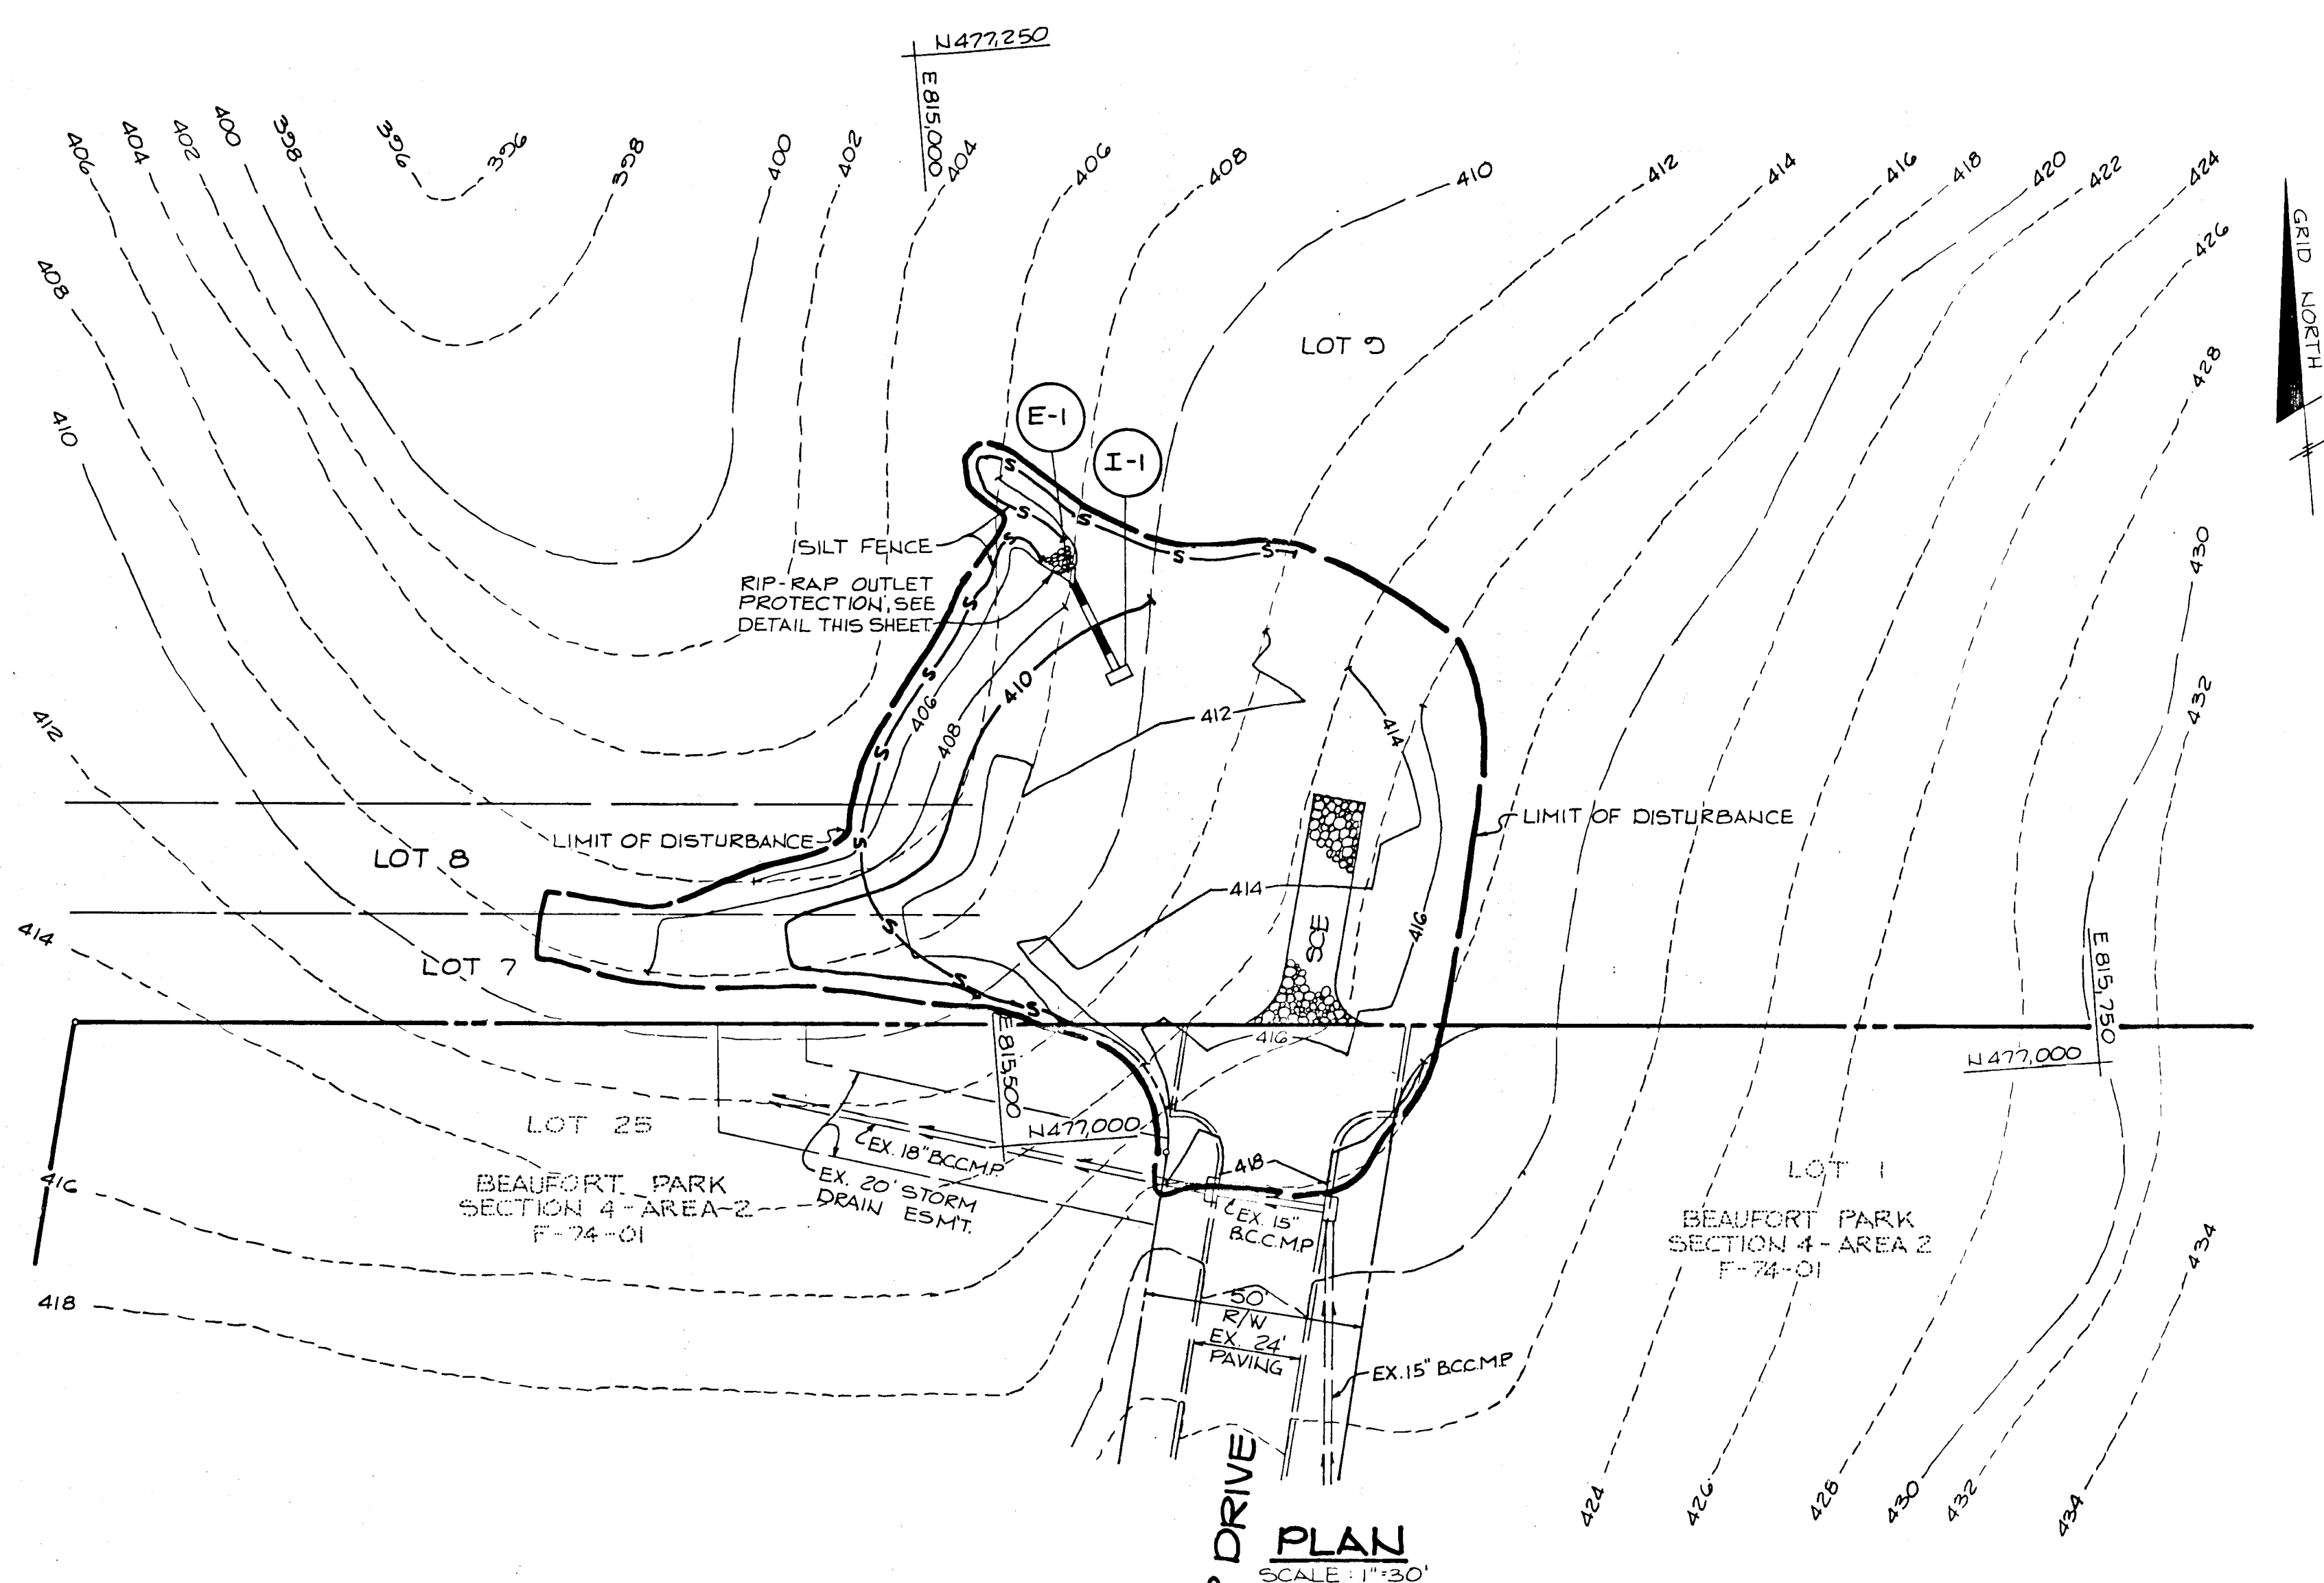 N477,250
E 815,000
406
404
402
400
398
396
396
398
400
402
404
406
408
410
412
414
416
418
420
422
424
426
GRID NORTH
408
428
LOT 9
410
E-1
I-1
S
S
S
S
S
S
SILT FENCE
430
RIP-RAP OUTLET
PROTECTION, SEE
DETAIL THIS SHEET
S
S
406
408
410
412
414
432
412
S
LIMIT OF DISTURBANCE
LIMIT OF DISTURBANCE
S
LOT 8
414
416
SCE
S
414
LOT 7
S
S
E 815,750
416
E 815,500
N477,000
N477,000
LOT 25
EX. 18" B.C.C.M.P
418
LOT 1
416
BEAUFORT PARK
SECTION 4 - AREA-2
F-74-01
EX. 20' STORM
DRAIN ESM'T.
EX. 15"
B.C.C.M.P
BEAUFORT PARK
SECTION 4 - AREA 2
F-74-01
434
418
50'
R/W
EX. 24'
PAVING
EX. 15" B.C.C.M.P
DRIVE
424
426
428
430
432
434
PLAN
SCALE : 1"=30'